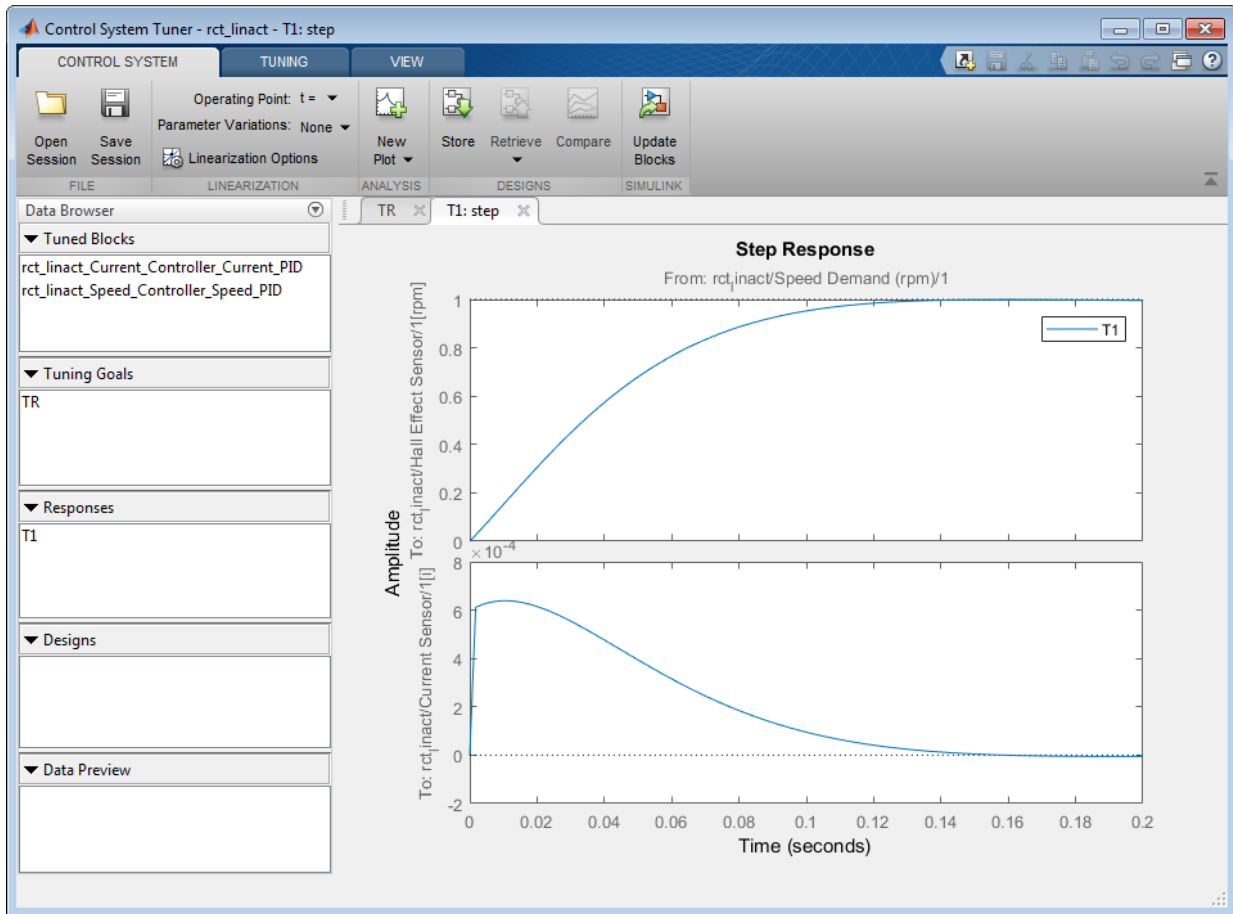 Control System Tuner - rct_linact - T1: step
CONTROL SYSTEM TUNING VIEW
Operating Point: t =
Parameter Variations: None
Linearization Options
Open Session
Save Session
New Plot
Store
Retrieve
Compare
Update Blocks
FILE LINEARIZATION ANALYSIS DESIGNS SIMULINK
Data Browser
TR
T1: step
Tuned Blocks
rct_linact_Current_Controller_Current_PID
rct_linact_Speed_Controller_Speed_PID
Tuning Goals
TR
Responses
T1
Designs
Data Preview
Step Response
From: rctlinact/Speed Demand (rpm)/1
To: rctlinact/Hall Effect Sensor/1[rpm]
1
0.8
0.6
0.4
0.2
0
T1
Amplitude
×10-4
To: rctlinact/Current Sensor/1[i]
8
6
4
2
0
-2
0 0.02 0.04 0.06 0.08 0.1 0.12 0.14 0.16 0.18 0.2
Time (seconds)